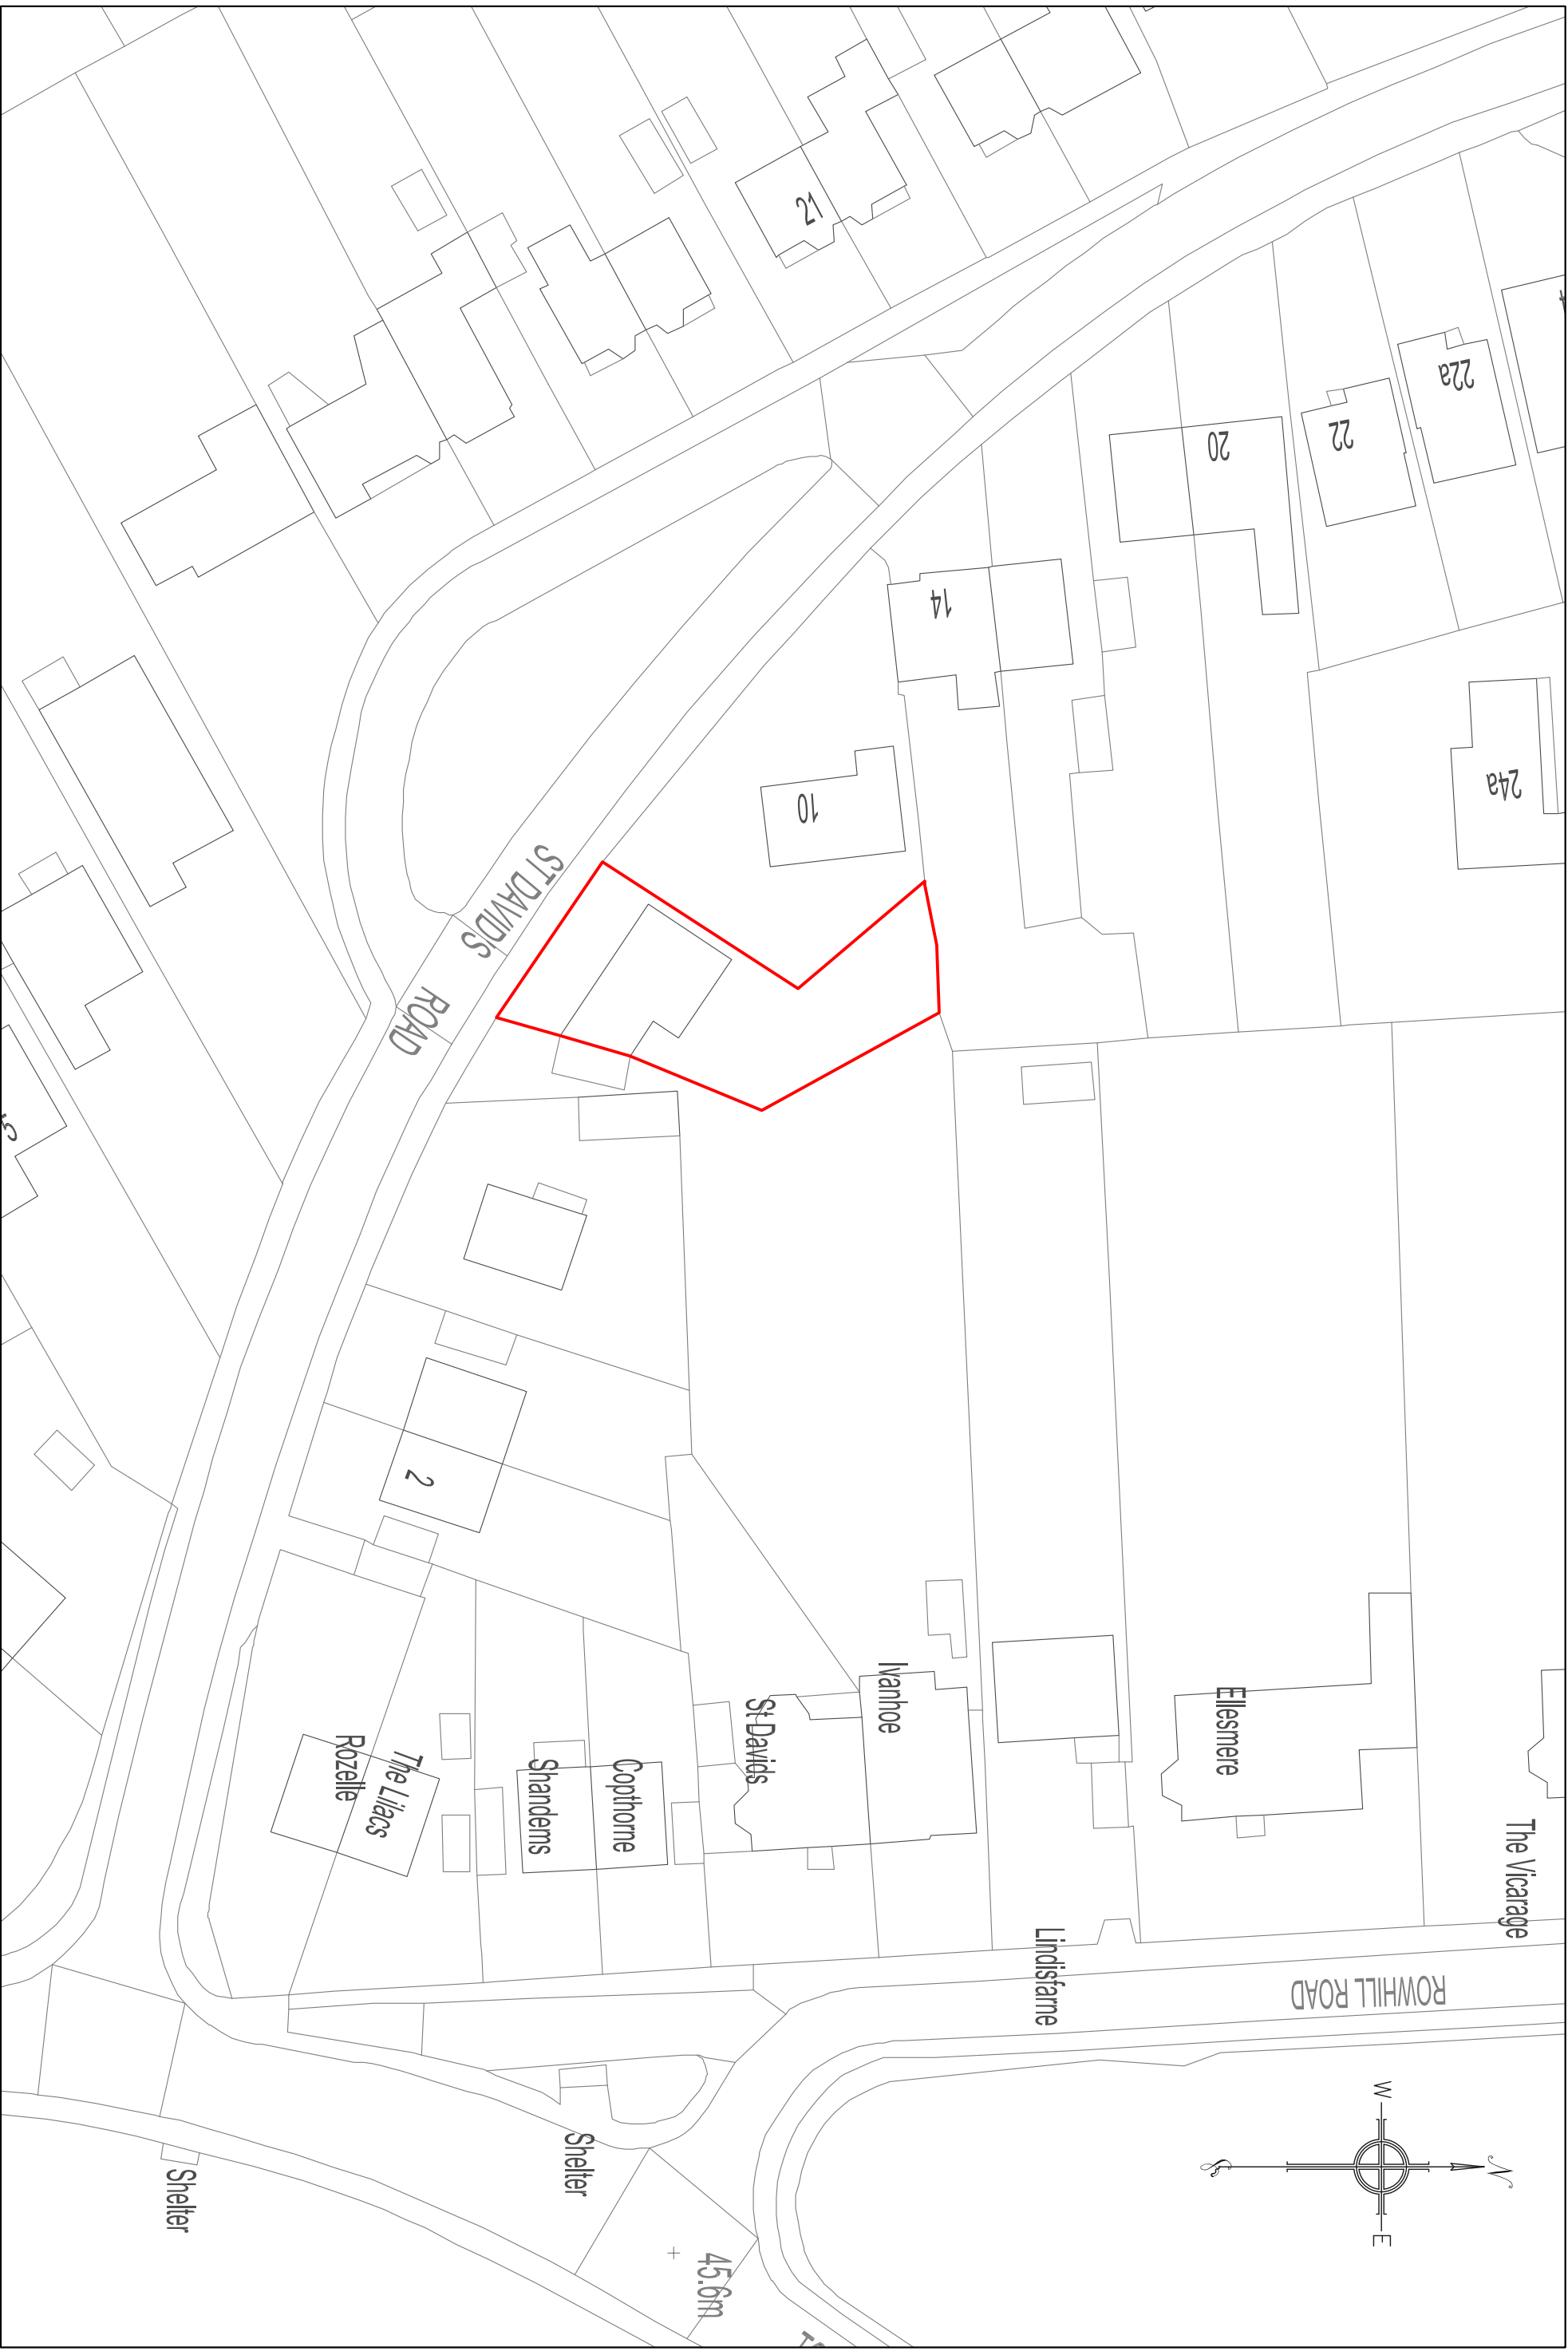 21
22a
22
20
14
24a
10
ST DAVIDS
ROAD
2
Ivanhoe
St Davids
Ellesmere
Rozelle
The Lilacs
Shandems
Copthorne
The Vicarage
Lindisfarne
ROWHILL ROAD
Shelter
Shelter
45.6m
W
N
S
E